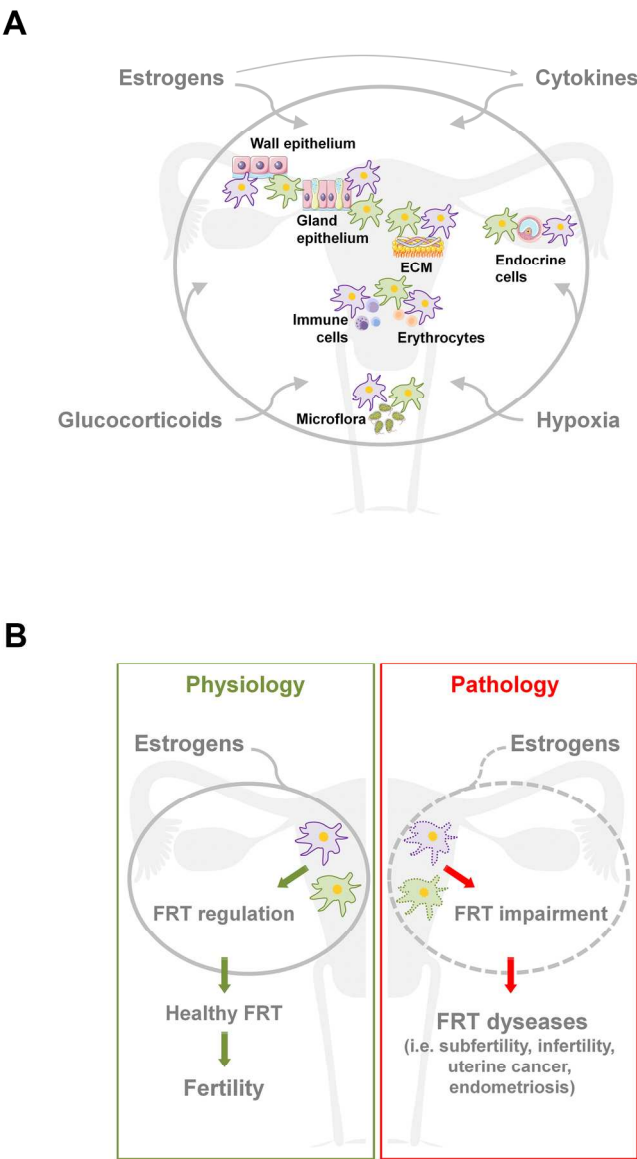 A
Estrogens
Cytokines
Wall epithelium
Gland
epithelium
ECM
Endocrine
cells
Immune
cells
Erythrocytes
Glucocorticoids
Microflora
Hypoxia
B
Physiology
Pathology
Estrogens
Estrogens
FRT regulation
FRT impairment
Healthy FRT
FRT dyseases
(i.e. subfertility, infertility,
uterine cancer,
endometriosis)
Fertility